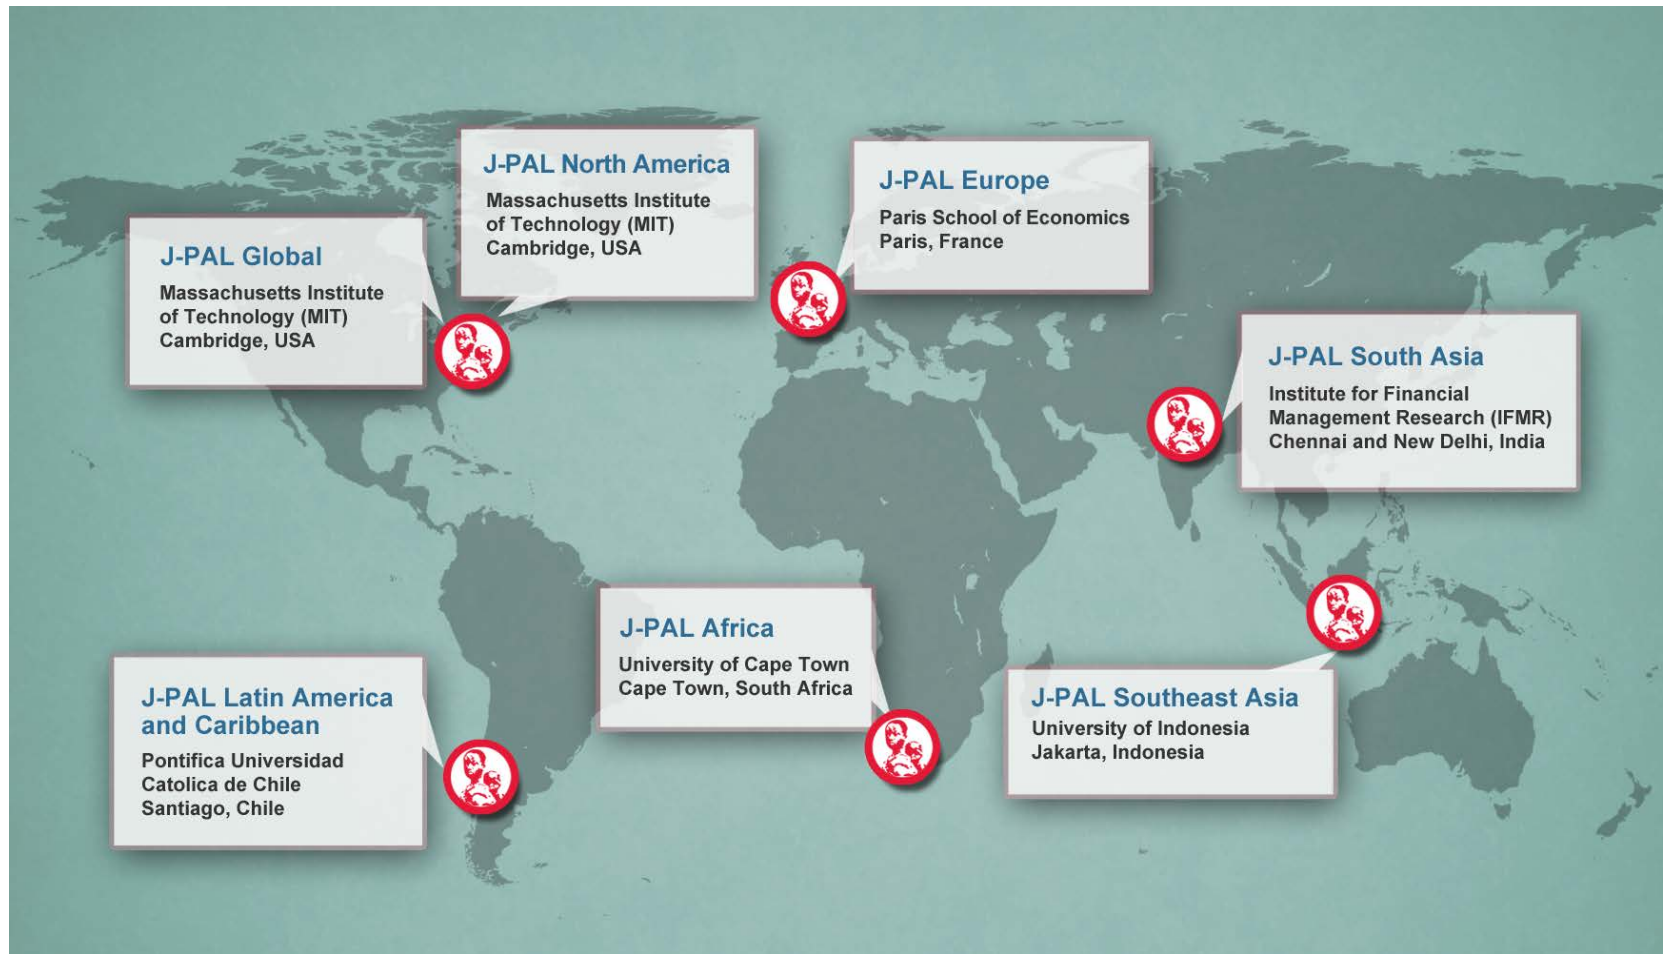 J-PAL North America
Massachusetts Institute
of Technology (MIT)
Cambridge, USA
J-PAL Europe
Paris School of Economics
Paris, France
J-PAL Global
Massachusetts Institute
of Technology (MIT)
Cambridge, USA
J-PAL South Asia
Institute for Financial
Management Research (IFMR)
Chennai and New Delhi, India
J-PAL Africa
University of Cape Town
Cape Town, South Africa
J-PAL Latin America
and Caribbean
Pontifica Universidad
Catolica de Chile
Santiago, Chile
J-PAL Southeast Asia
University of Indonesia
Jakarta, Indonesia